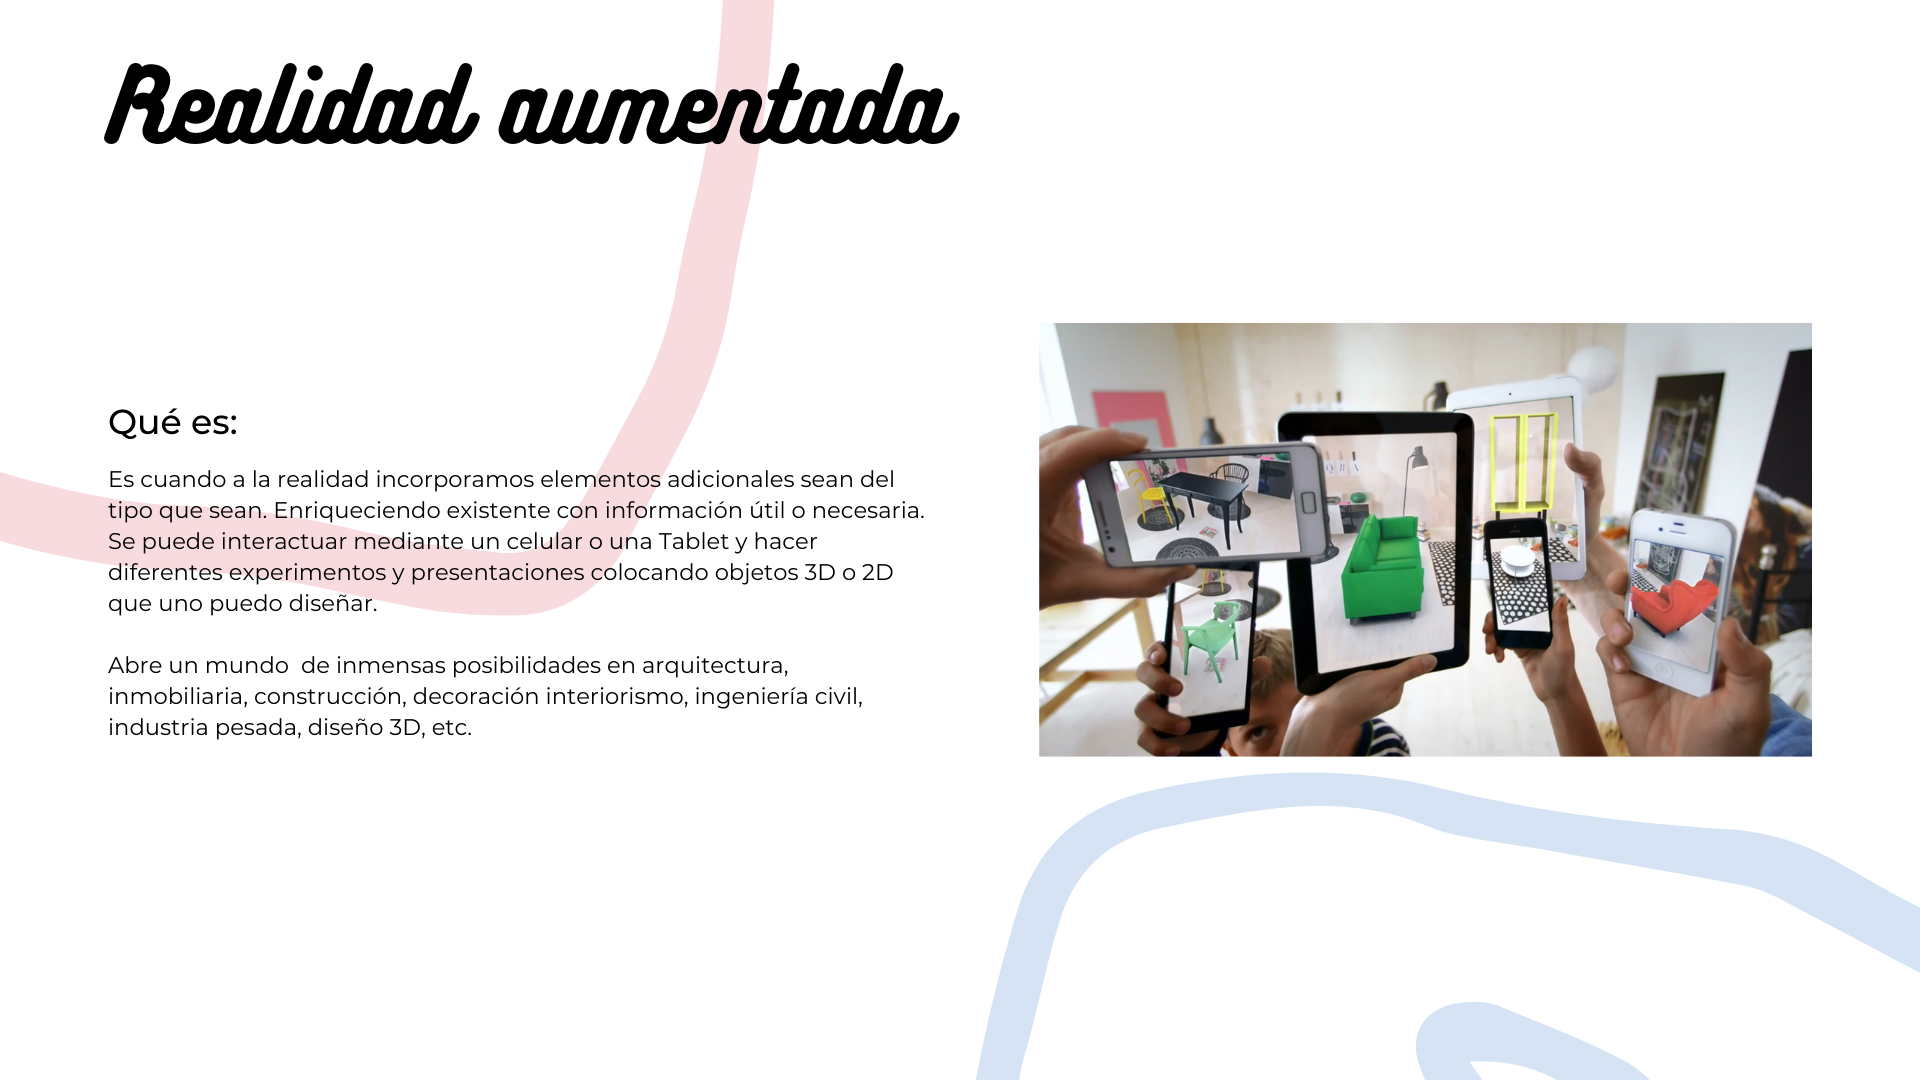 Realidad aumentada
Qué es:
Es cuando a la realidad incorporamos elementos adicionales sean del
tipo que sean. Enriqueciendo existente con información útil o necesaria.
Se puede interactuar mediante un celular o una Tablet y hacer
diferentes experimentos y presentaciones colocando objetos 3D o 2D
que uno puedo diseñar.
Abre un mundo  de inmensas posibilidades en arquitectura,
inmobiliaria, construcción, decoración interiorismo, ingeniería civil,
industria pesada, diseño 3D, etc.